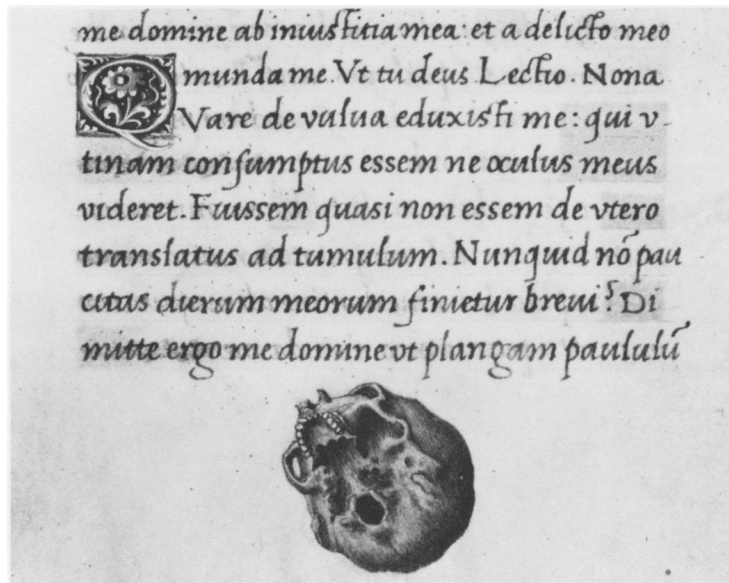 me domine ab iniustitia mea: et a delicto meo
munda me. Vt tu deus Lectio. Nona
QVare de vulua eduxisti me: qui v
tinam consumptus essem ne oculus meus
videret. Fuissem quasi non essem de vtero
translatus ad tumulum. Nunquid nō pau
citas dierum meorum finietur breui? Di
mitte ergo me domine vt plangam paululū